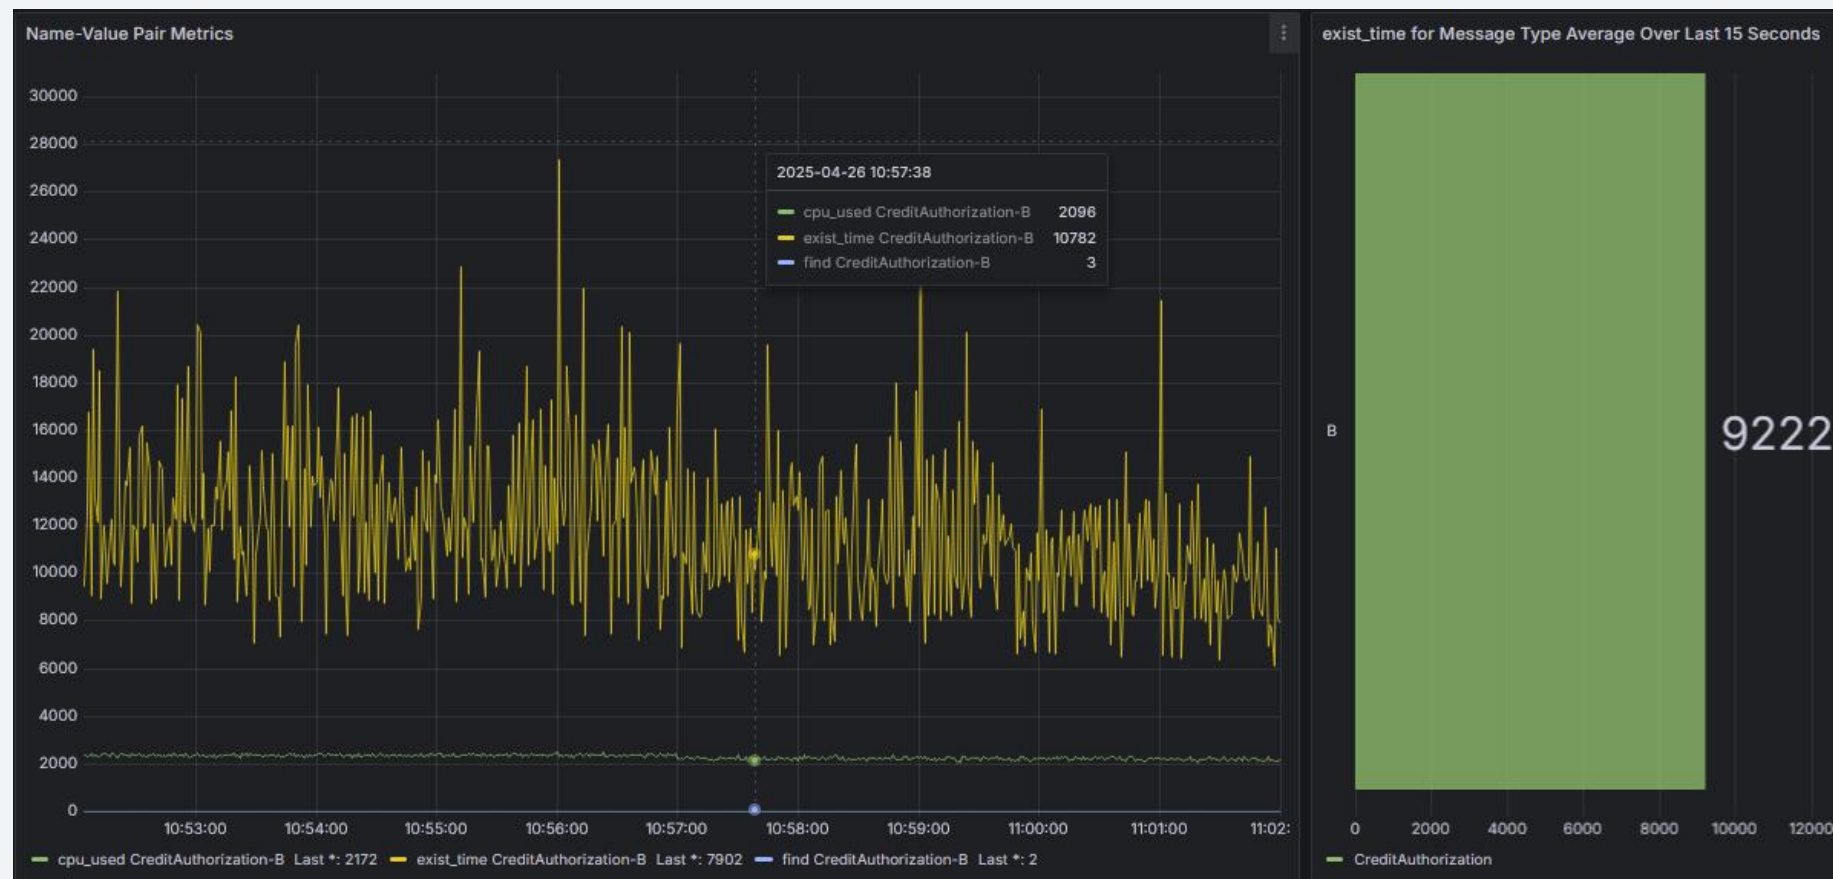 Name-Value Pair Metrics
30000
28000
26000
24000
22000
20000
18000
16000
14000
12000
10000
8000
6000
4000
2000
0
2025-04-26 10:57:38
cpu_used CreditAuthorization-B 2096
exist_time CreditAuthorization-B 10782
find CreditAuthorization-B 3
10:53:00 10:54:00 10:55:00 10:56:00 10:57:00 10:58:00 10:59:00 11:00:00 11:01:00 11:02:
cpu_used CreditAuthorization-B Last *: 2172 exist_time CreditAuthorization-B Last *: 7902 find CreditAuthorization-B Last *: 2
exist_time for Message Type Average Over Last 15 Seconds
B
9222
0 2000 4000 6000 8000 10000 12000
CreditAuthorization